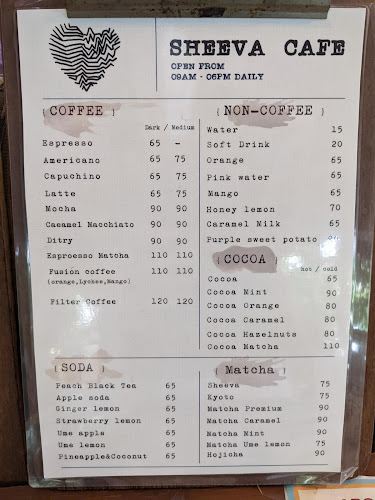 SHEEVA CAFE
OPEN FROM
09AM - 06PM DAILY
{ COFFEE }
Dark / Medium
Espresso 65 -
Americano 65 75
Capuchino 65 75
Latte 65 75
Mocha 90 90
Caeamel Macchiato 90 90
Ditry 90 90
Esproesso Matcha 110 110
Fusion coffee 110 110
(orange,Lychee,Mango)
Filter Coffee 120 120
{ NON-COFFEE }
Water 15
Soft Drink 20
Orange 65
Pink water 65
Mango 65
Honey lemon 70
Caramel Milk 65
Purple sweet potato
{ COCOA }
hot / cold
Cocoa 65
Cocoa Mint 90
Cocoa Orange 80
Cocoa Caramel 80
Cocoa Hazelnuts 80
Cocoa Matcha 110
{ SODA }
Peach Black Tea 65
Apple soda 65
Ginger lemon 65
Strawberry lemon 65
Ume apple 65
Ume lemon 65
Pineapple&Coconut 65
{ Matcha }
Sheeva 75
Kyoto 75
Matcha Premium 90
Matcha Caramel 90
Matcha Mint 90
Matcha Ume lemon 75
Hojicha 90